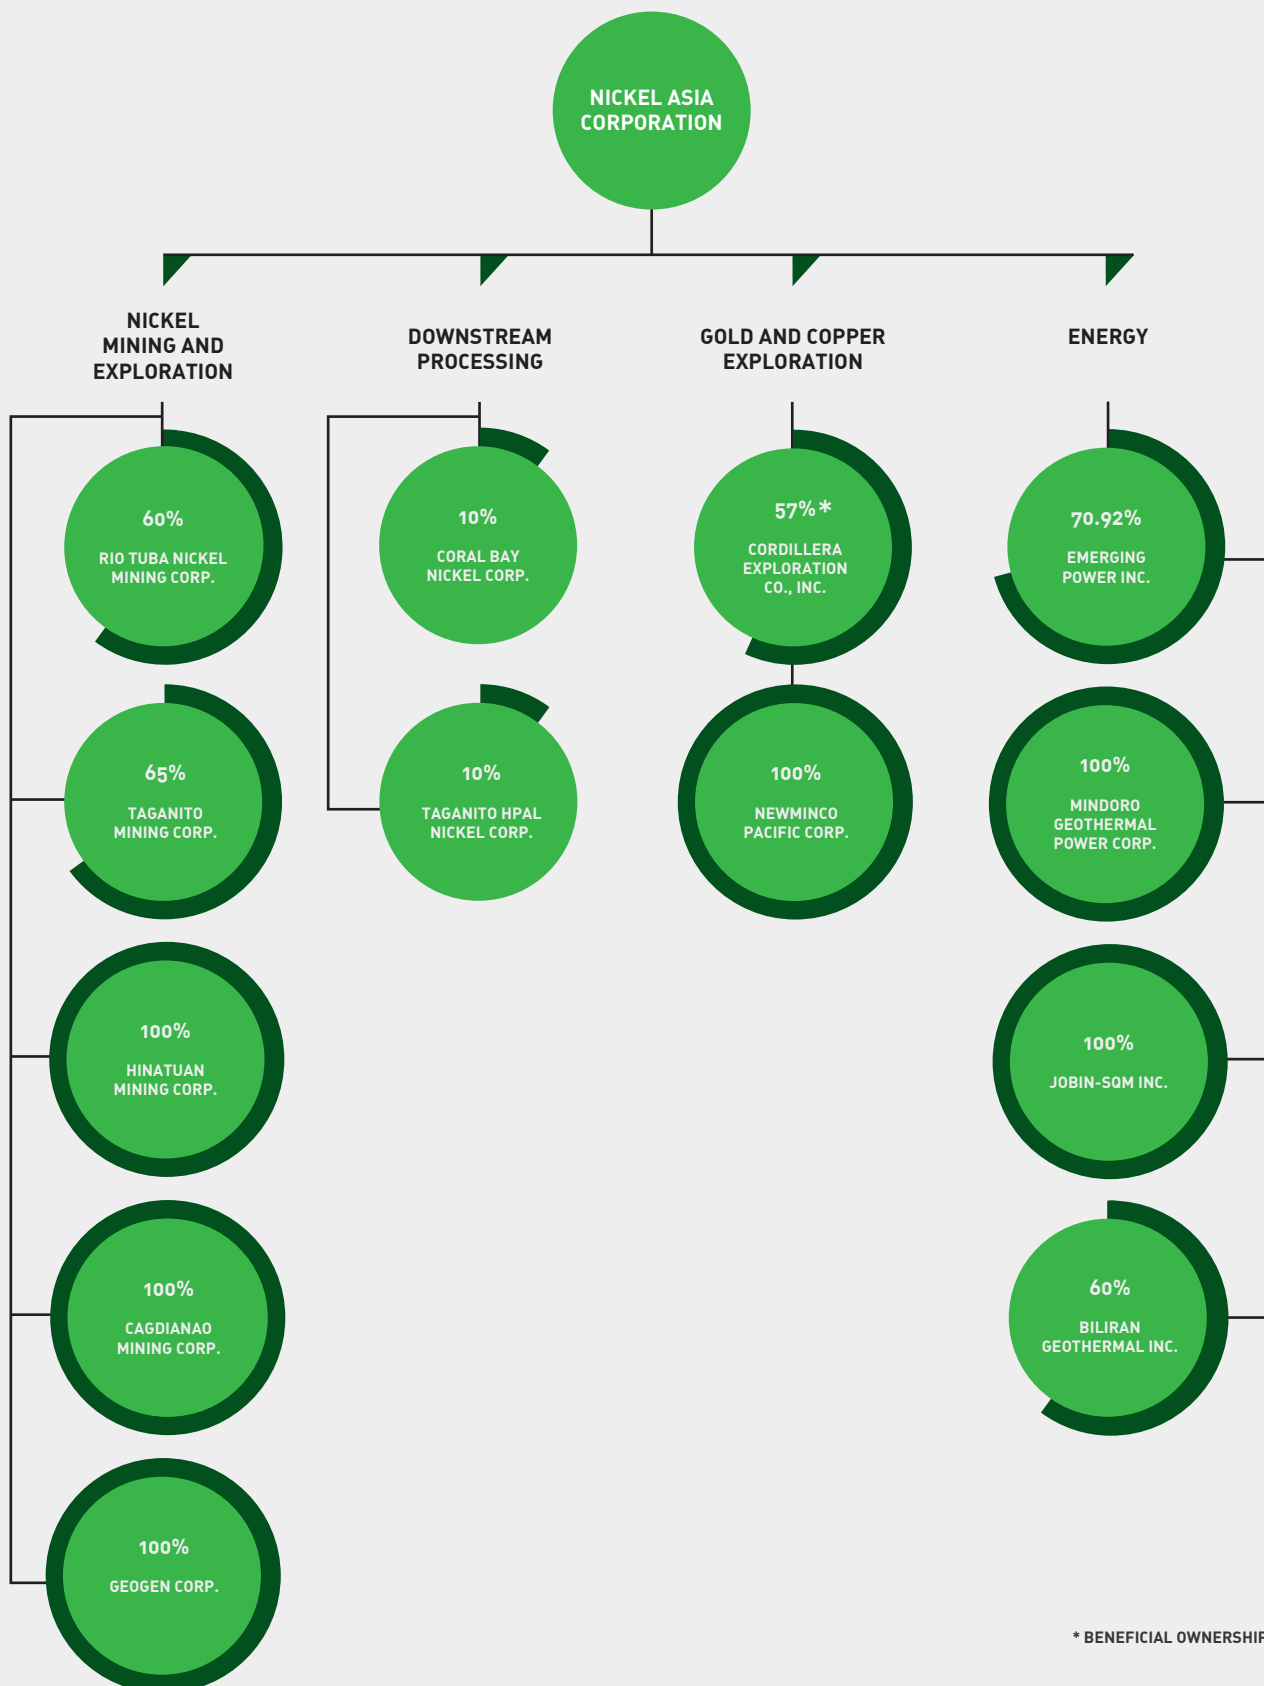 NICKEL ASIA
CORPORATION
NICKEL
MINING AND
EXPLORATION
60%
RIO TUBA NICKEL
MINING CORP.
65%
TAGANITO
MINING CORP.
100%
HINATUAN
MINING CORP.
100%
CAGDIANAO
MINING CORP.
100%
GEOGEN CORP.
DOWNSTREAM
PROCESSING
10%
CORAL BAY
NICKEL CORP.
10%
TAGANITO HPAL
NICKEL CORP.
GOLD AND COPPER
EXPLORATION
57%*
CORDILLERA
EXPLORATION
CO., INC.
100%
NEWMINCO
PACIFIC CORP.
ENERGY
70.92%
EMERGING
POWER INC.
100%
MINDORO
GEOTHERMAL
POWER CORP.
100%
JOBIN-SQM INC.
60%
BILIRAN
GEOTHERMAL INC.
* BENEFICIAL OWNERSHIP